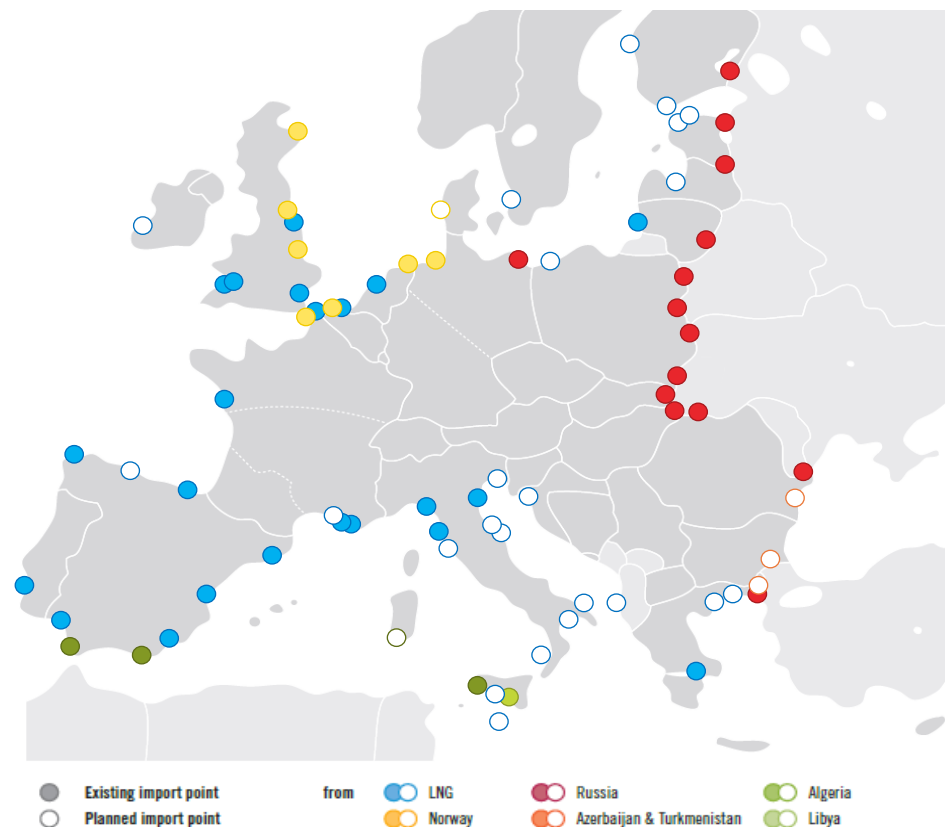 Existing import point from LNG Russia Algeria
Planned import point Norway Azerbaijan & Turkmenistan Libya